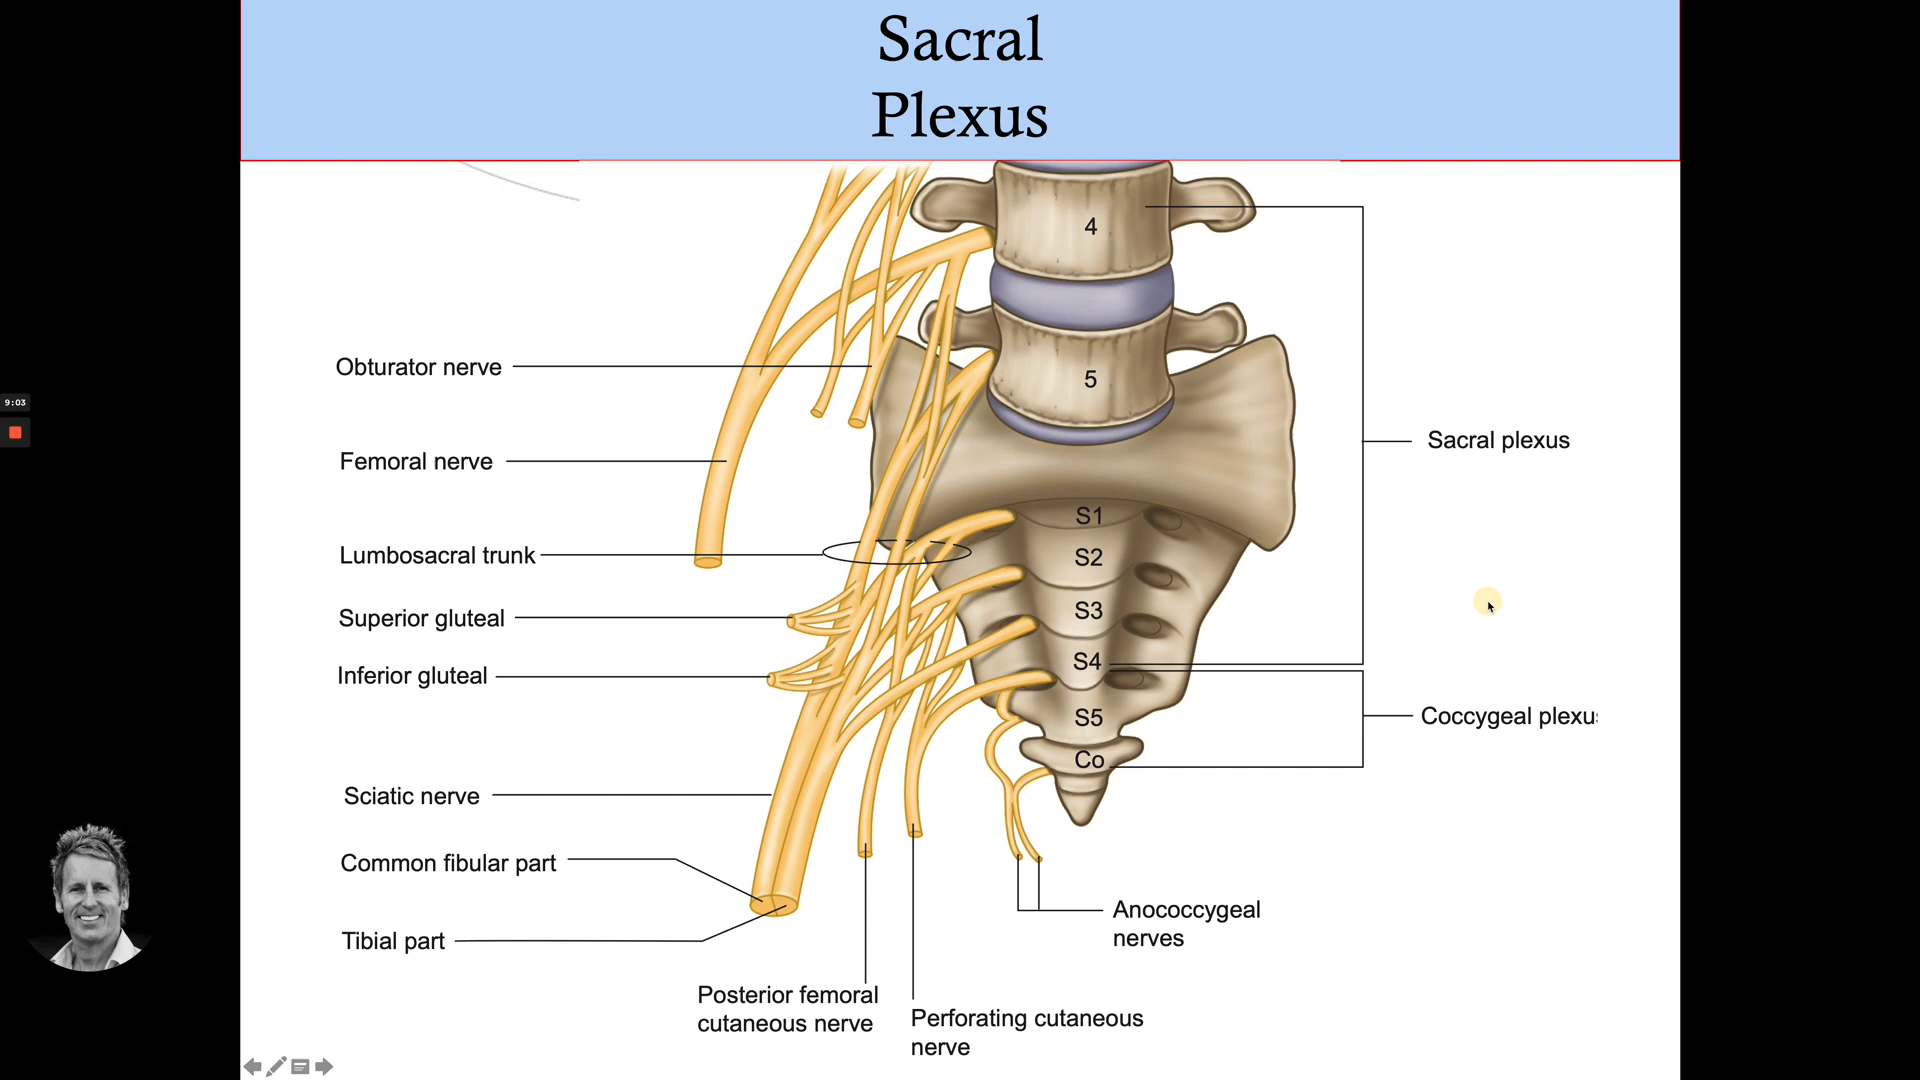 Sacral
Plexus
4
5
Obturator nerve
Femoral nerve
Lumbosacral trunk
Superior gluteal
Inferior gluteal
Sciatic nerve
Common fibular part
Tibial part
S1
S2
S3
S4
S5
Co
Sacral plexus
Coccygeal plexus
Anococcygeal
nerves
Posterior femoral
cutaneous nerve
Perforating cutaneous
nerve
9:03